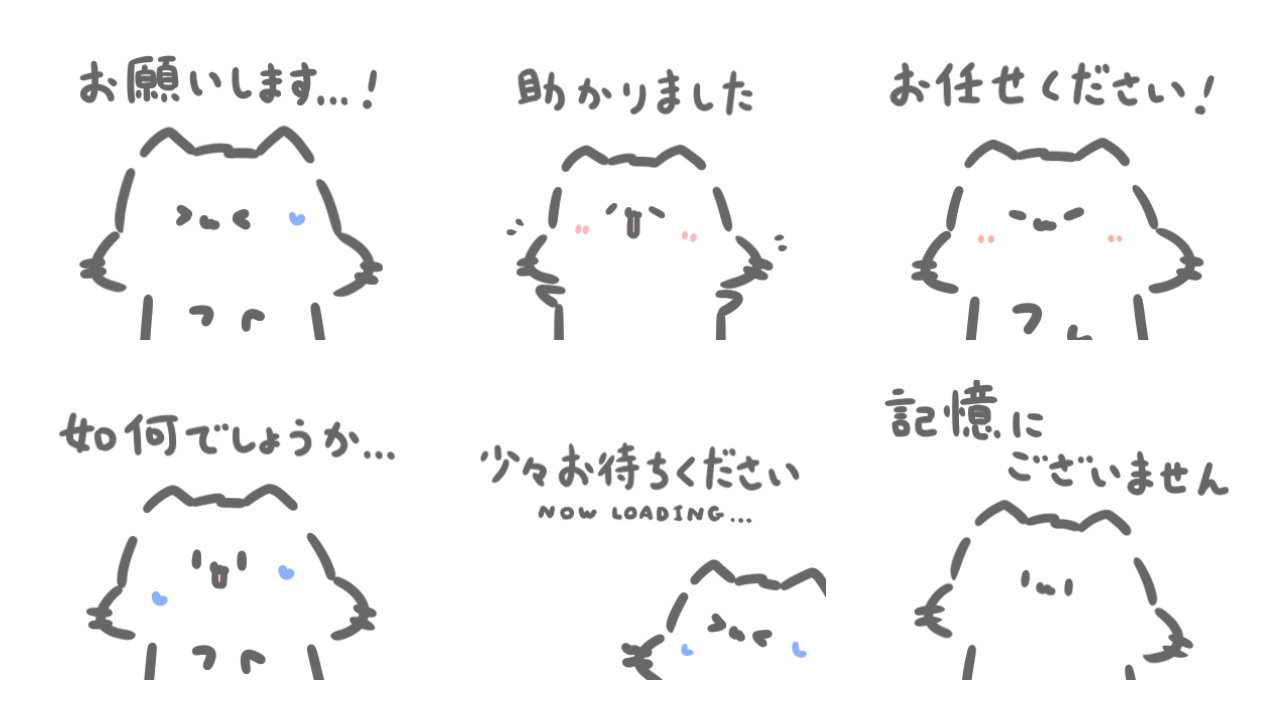 お願いします...!
助かりました
お任せください!
如何でしょうか...
少々お待ちください
NOW LOADING...
記憶に
ございません